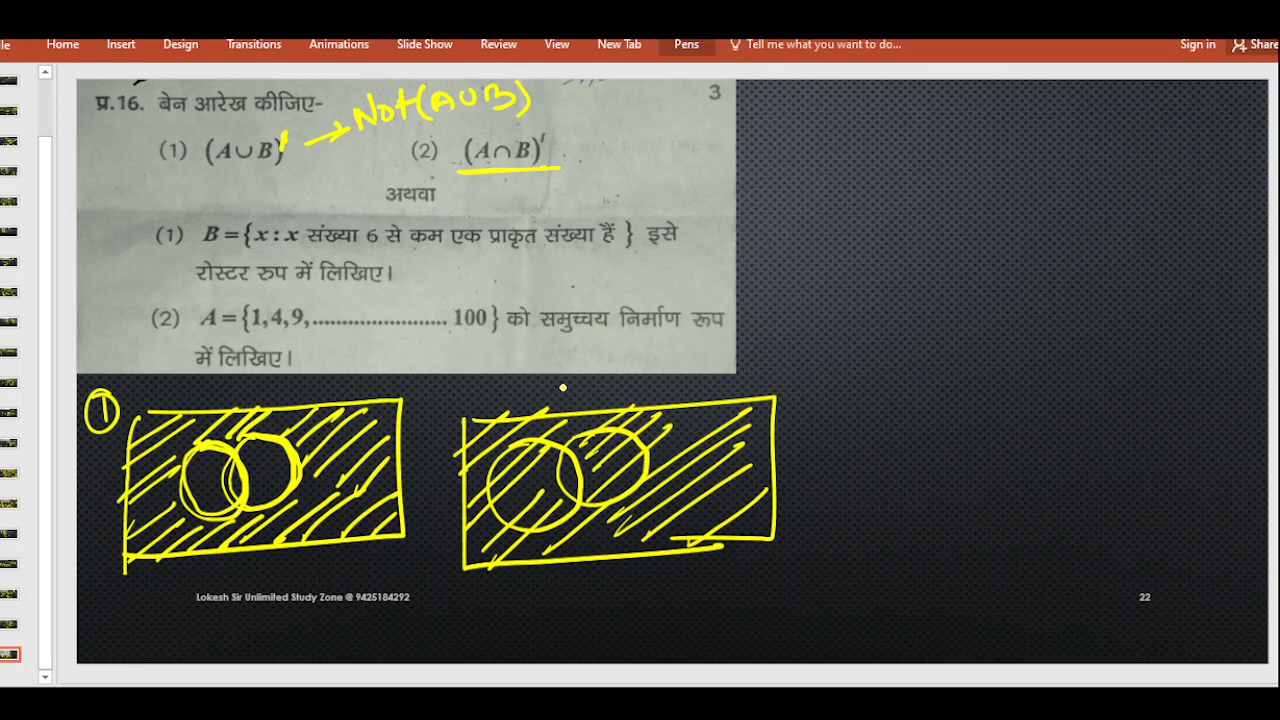 Home Insert Design Transitions Animations Slide Show Review View New Tab Pens Tell me what you want to do... Sign in Share
प्र.16. बेन आरेख कीजिए- 3
Not(A∪B)
(1) (A∪B)' (2) (A∩B)'
अथवा
(1) B={x:x संख्या 6 से कम एक प्राकृत संख्या हैं } इसे
रोस्टर रुप में लिखिए।
(2) A={1,4,9,....................... 100} को समुच्चय निर्माण रूप
में लिखिए।
1
Lokesh Sir Unlimited Study Zone @ 9425184292
22